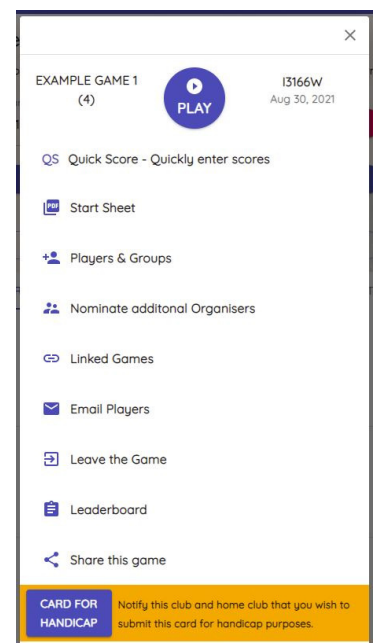 EXAMPLE GAME 1
(4)
PLAY
I3166W
Aug 30, 2021
QS Quick Score - Quickly enter scores
PDF Start Sheet
Players & Groups
Nominate additonal Organisers
Linked Games
Email Players
Leave the Game
Leaderboard
Share this game
CARD FOR
HANDICAP
Notify this club and home club that you wish to
submit this card for handicap purposes.